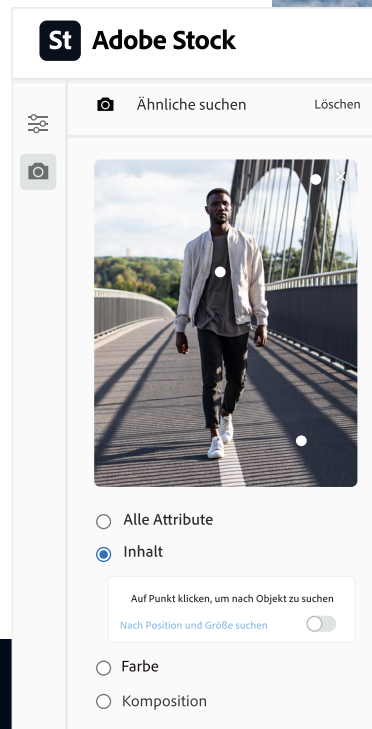 St Adobe Stock
Ähnliche suchen Löschen
Alle Attribute
Inhalt
Auf Punkt klicken, um nach Objekt zu suchen
Nach Position und Größe suchen
Farbe
Komposition